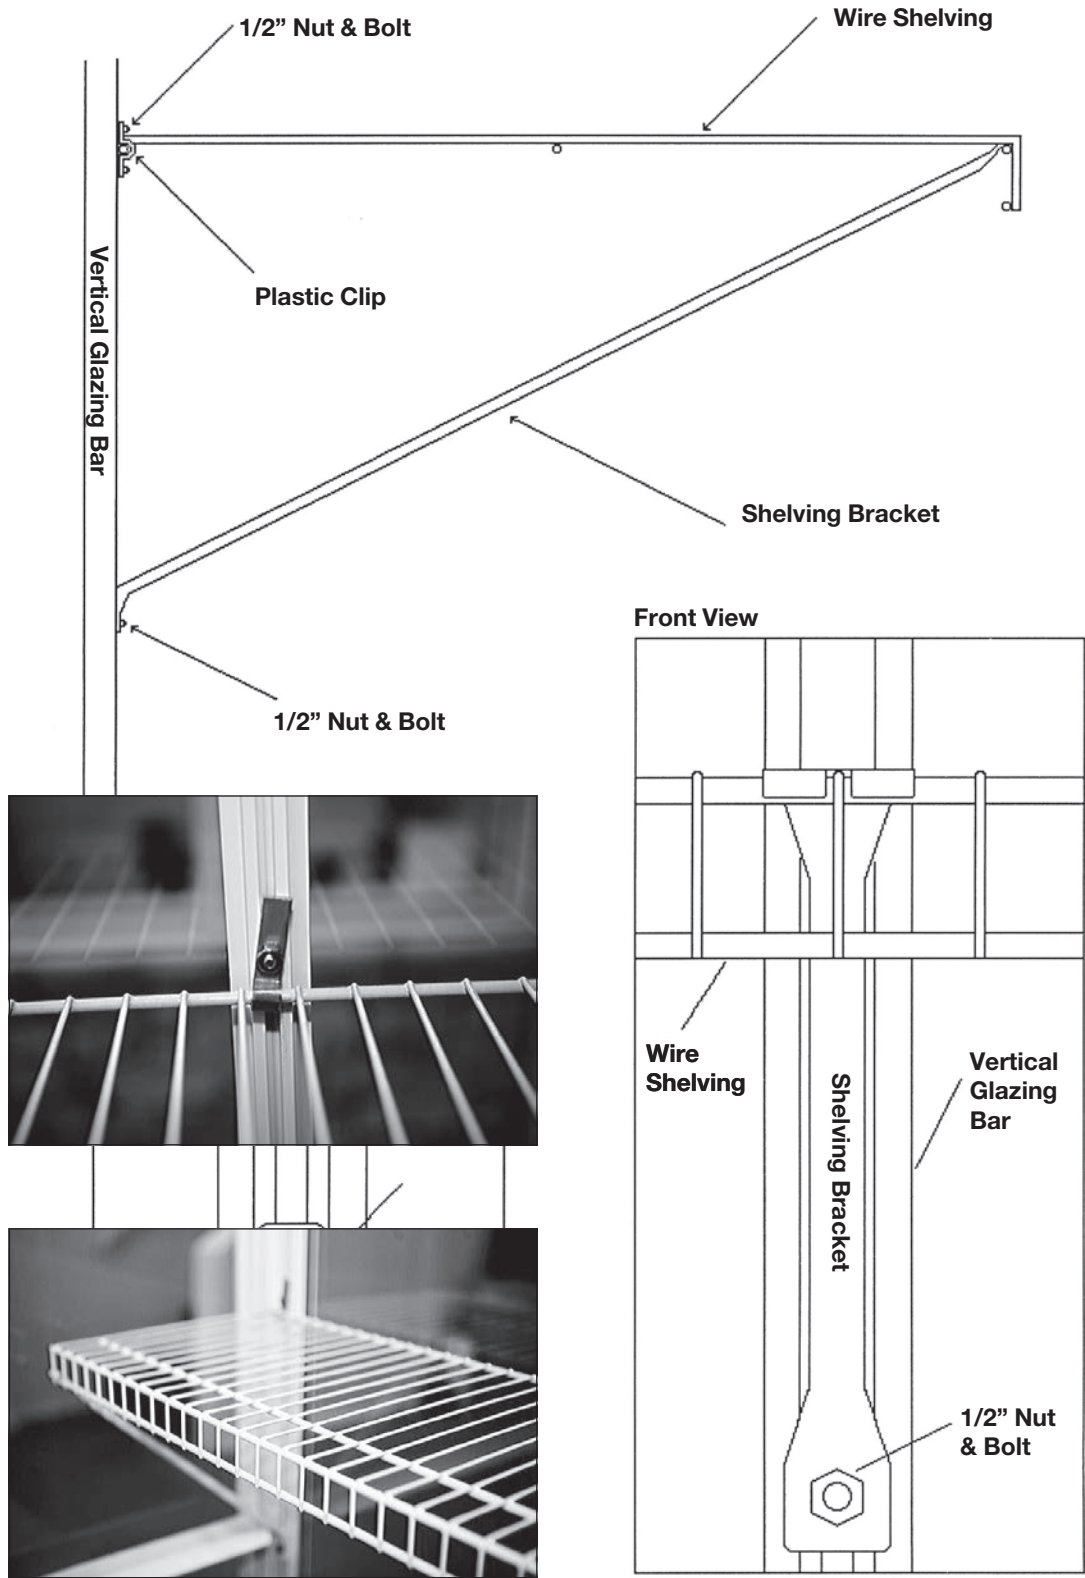 1/2” Nut & Bolt
Wire Shelving
Vertical Glazing Bar
Plastic Clip
Shelving Bracket
1/2” Nut & Bolt
Front View
Wire
Shelving
Shelving Bracket
Vertical
Glazing
Bar
1/2” Nut
& Bolt